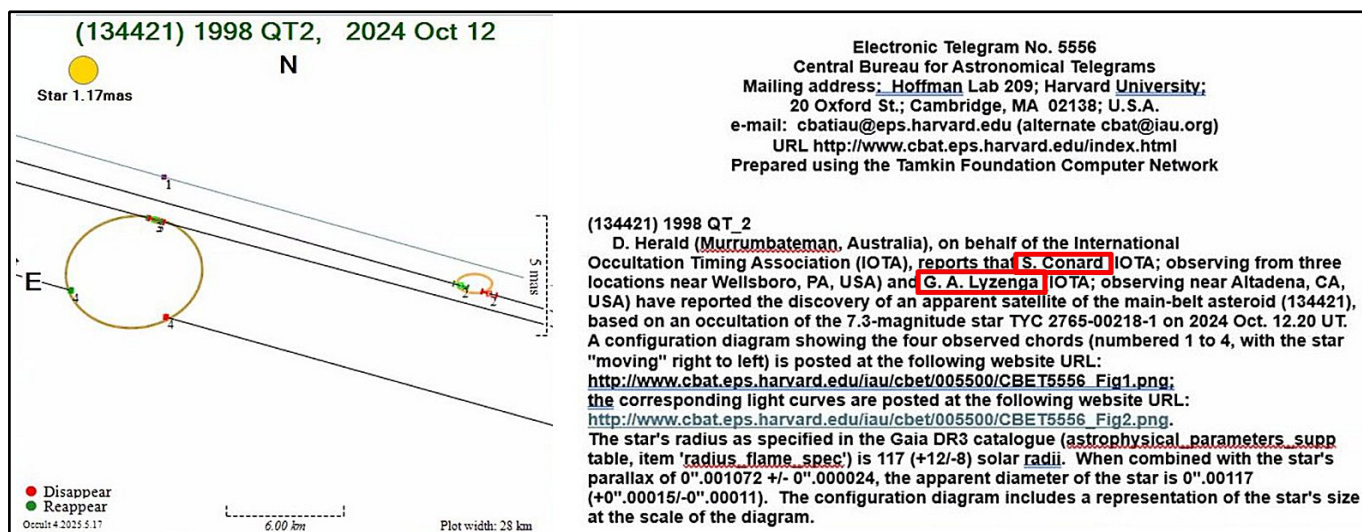 (134421) 1998 QT2, 2024 Oct 12
N
Star 1.17mas
1
3
2
2
5 mas
E
4
4
Disappear
Reappear
Occult 4.2025.5.17
6.00 km
Plot width: 28 km
Electronic Telegram No. 5556
Central Bureau for Astronomical Telegrams
Mailing address: Hoffman Lab 209; Harvard University;
20 Oxford St.; Cambridge, MA 02138; U.S.A.
e-mail: cbatiau@eps.harvard.edu (alternate cbat@iau.org)
URL http://www.cbat.eps.harvard.edu/index.html
Prepared using the Tamkin Foundation Computer Network
(134421) 1998 QT_2
D. Herald (Murrumbateman, Australia), on behalf of the International
Occultation Timing Association (IOTA), reports that S. Conard IOTA; observing from three
locations near Wellsboro, PA, USA) and G. A. Lyzenga IOTA; observing near Altadena, CA,
USA) have reported the discovery of an apparent satellite of the main-belt asteroid (134421),
based on an occultation of the 7.3-magnitude star TYC 2765-00218-1 on 2024 Oct. 12.20 UT.
A configuration diagram showing the four observed chords (numbered 1 to 4, with the star
"moving" right to left) is posted at the following website URL:
http://www.cbat.eps.harvard.edu/iau/cbet/005500/CBET5556_Fig1.png;
the corresponding light curves are posted at the following website URL:
http://www.cbat.eps.harvard.edu/iau/cbet/005500/CBET5556_Fig2.png.
The star's radius as specified in the Gaia DR3 catalogue (astrophysical_parameters_supp
table, item 'radius_flame_spec') is 117 (+12/-8) solar radii. When combined with the star's
parallax of 0".001072 +/- 0".000024, the apparent diameter of the star is 0".00117
(+0".00015/-0".00011). The configuration diagram includes a representation of the star's size
at the scale of the diagram.